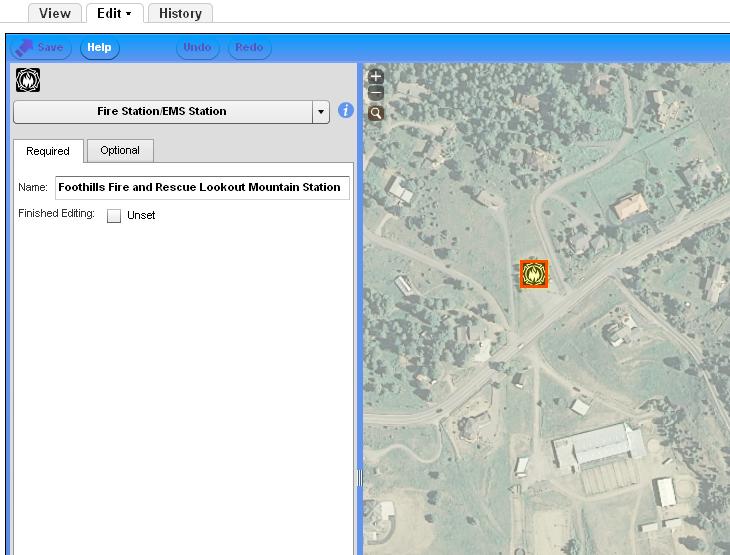 View Edit History
Save Help Undo Redo
Fire Station/EMS Station
i
Required Optional
Name: Foothills Fire and Rescue Lookout Mountain Station
Finished Editing: Unset